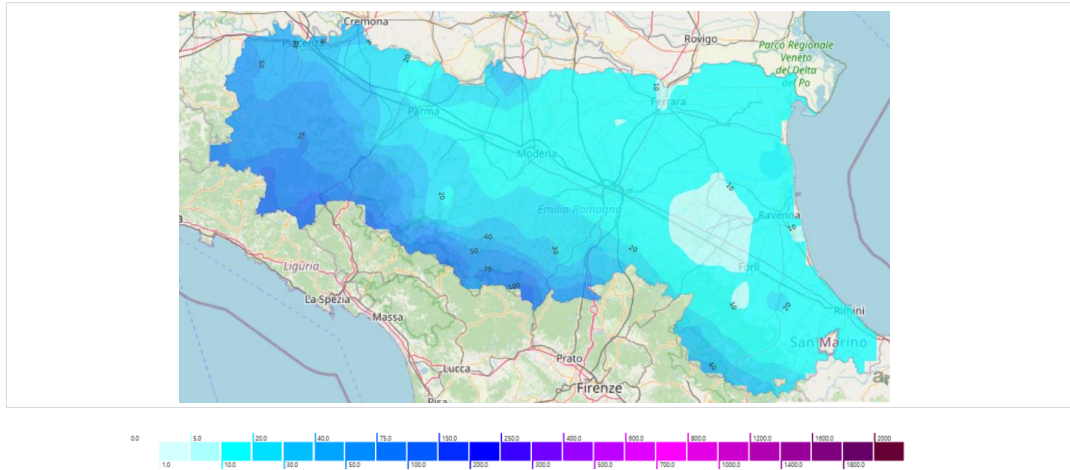 Cremona
Rovigo
Parco Regionale
Veneto
del Delta
del Po
Piacenza
20
50
10
Ferrara
Parma
75
Modena
10
20
Emilia-Romagna
Ravenna
10
40
50
30
20
Liguria
75
Forlì
100
La Spezia
10
20
Rimini
Massa
San Marino
Prato
40
Lucca
Firenze
Pisa
0.0 5.0 20.0 40.0 75.0 150.0 250.0 400.0 600.0 800.0 1200.0 1600.0 2000
1.0 10.0 30.0 50.0 100.0 200.0 300.0 500.0 700.0 1000.0 1400.0 1800.0